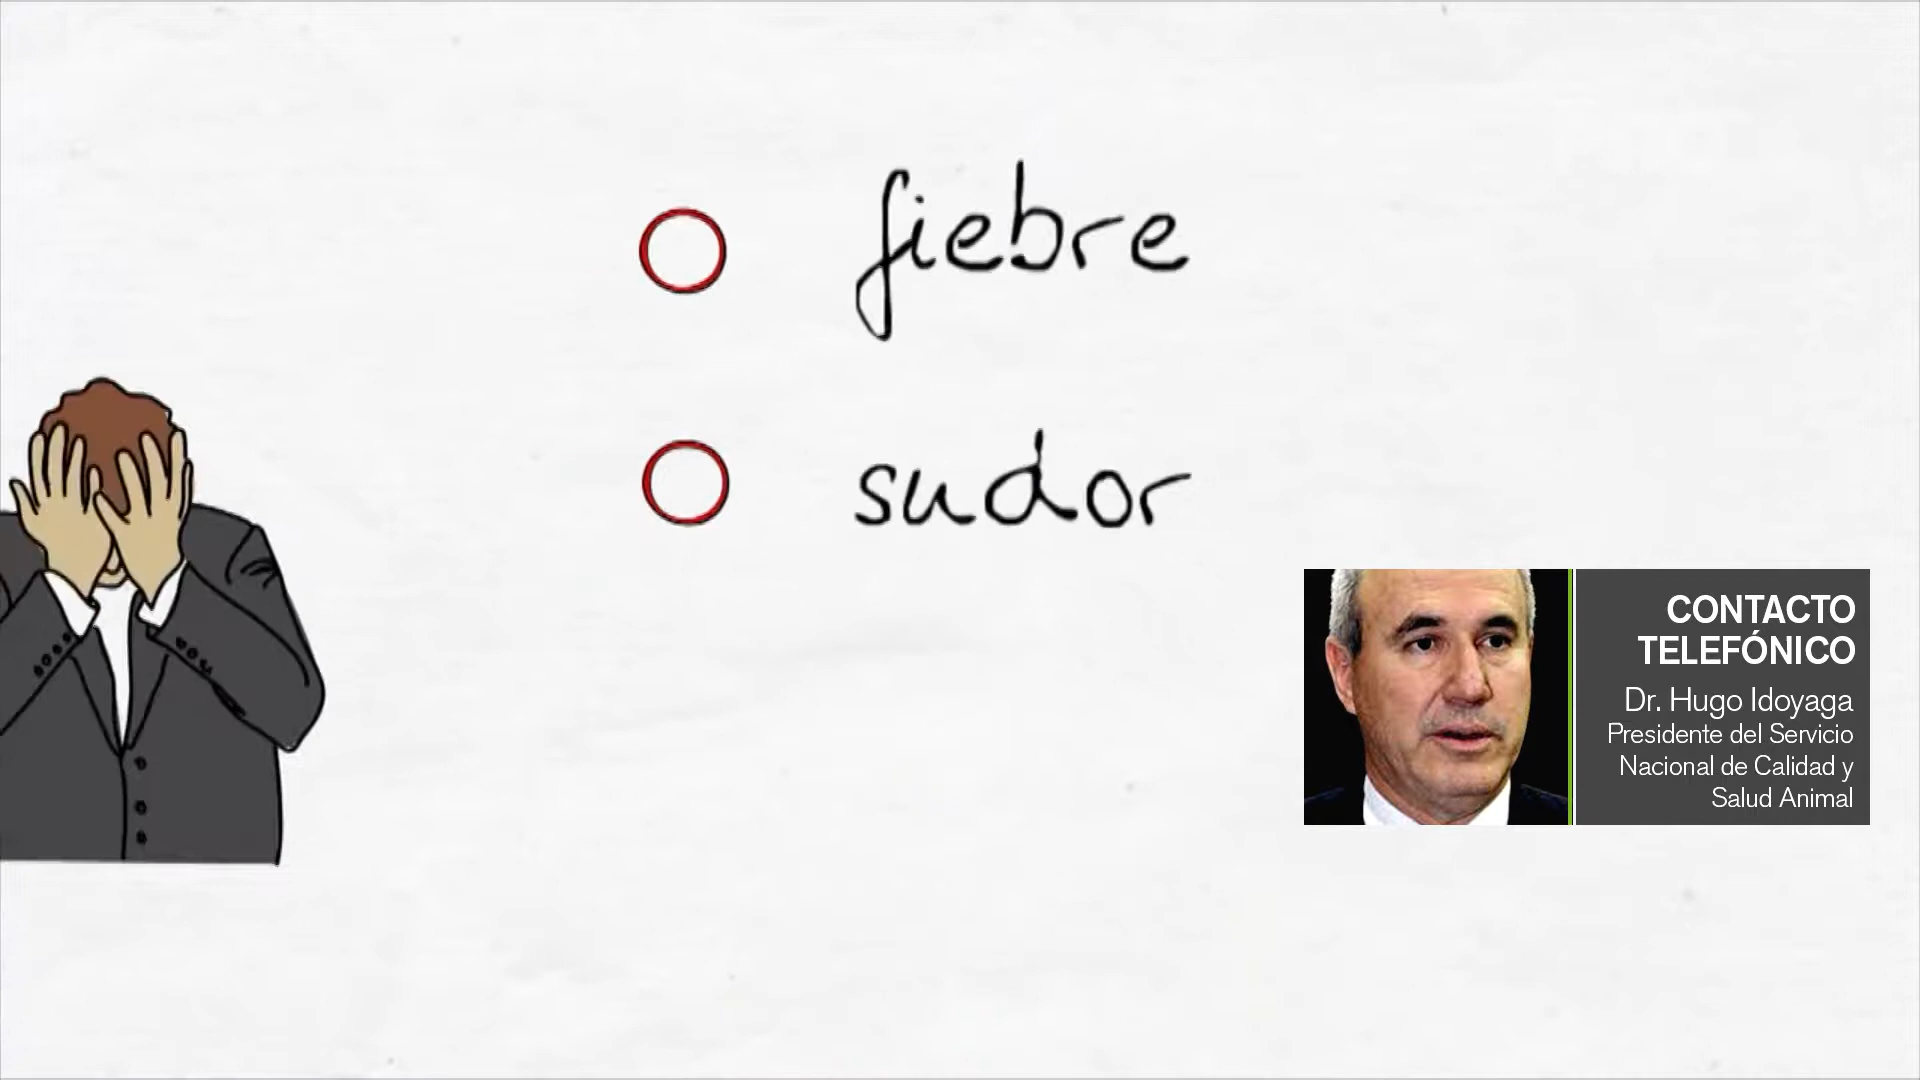 fiebre
sudor
CONTACTO
TELEFÓNICO
Dr. Hugo Idoyaga
Presidente del Servicio
Nacional de Calidad y
Salud Animal